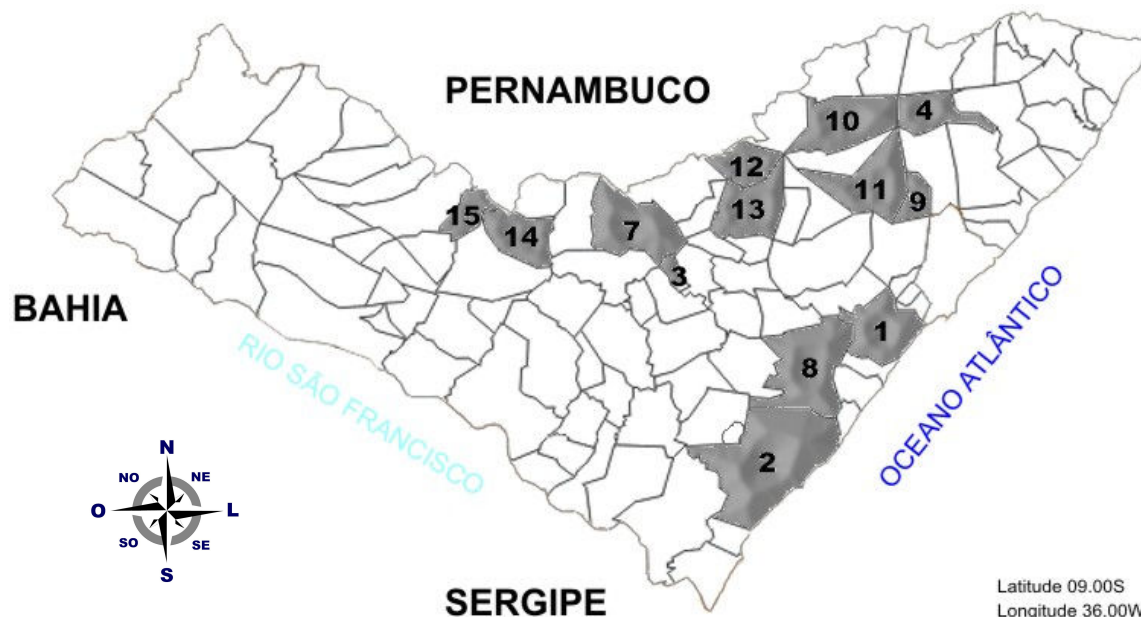 PERNAMBUCO
10
4
12
11
13
9
15
14
7
3
BAHIA
1
RIO SÃO FRANCISCO
8
OCEANO ATLÂNTICO
2
N
NO
NE
O
L
SO
SE
S
SERGIPE
Latitude 09.00S
Longitude 36.00W